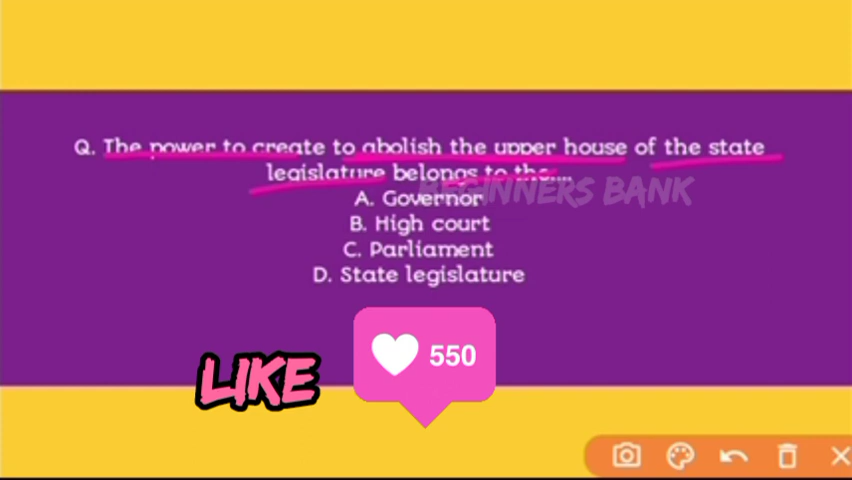 Q. The power to create to abolish the upper house of the state
legislature belongs to the....
BEGINNERS BANK
A. Governor
B. High court
C. Parliament
D. State legislature
LIKE
550